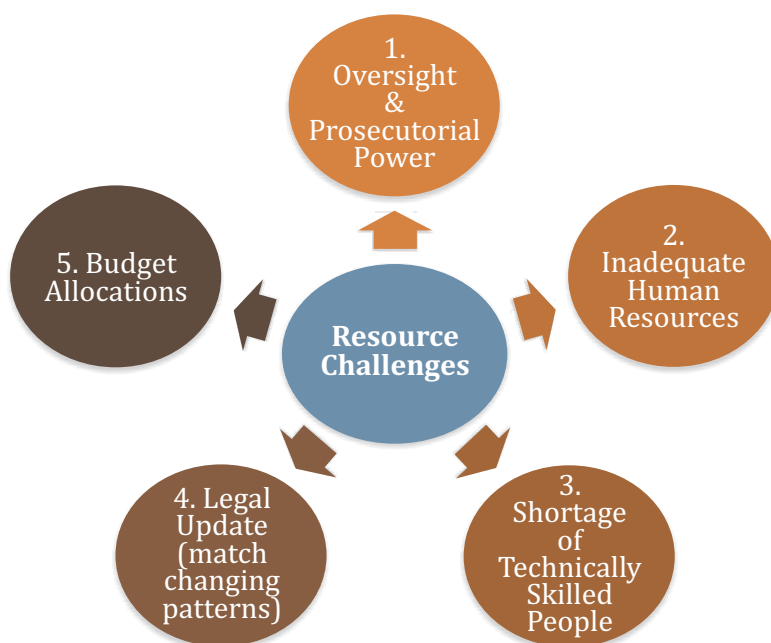 1.
Oversight
&
Prosecutorial
Power
2.
Inadequate
Human
Resources
3.
Shortage
of
Technically
Skilled
People
4. Legal
Update
(match
changing
patterns)
5. Budget
Allocations
Resource
Challenges